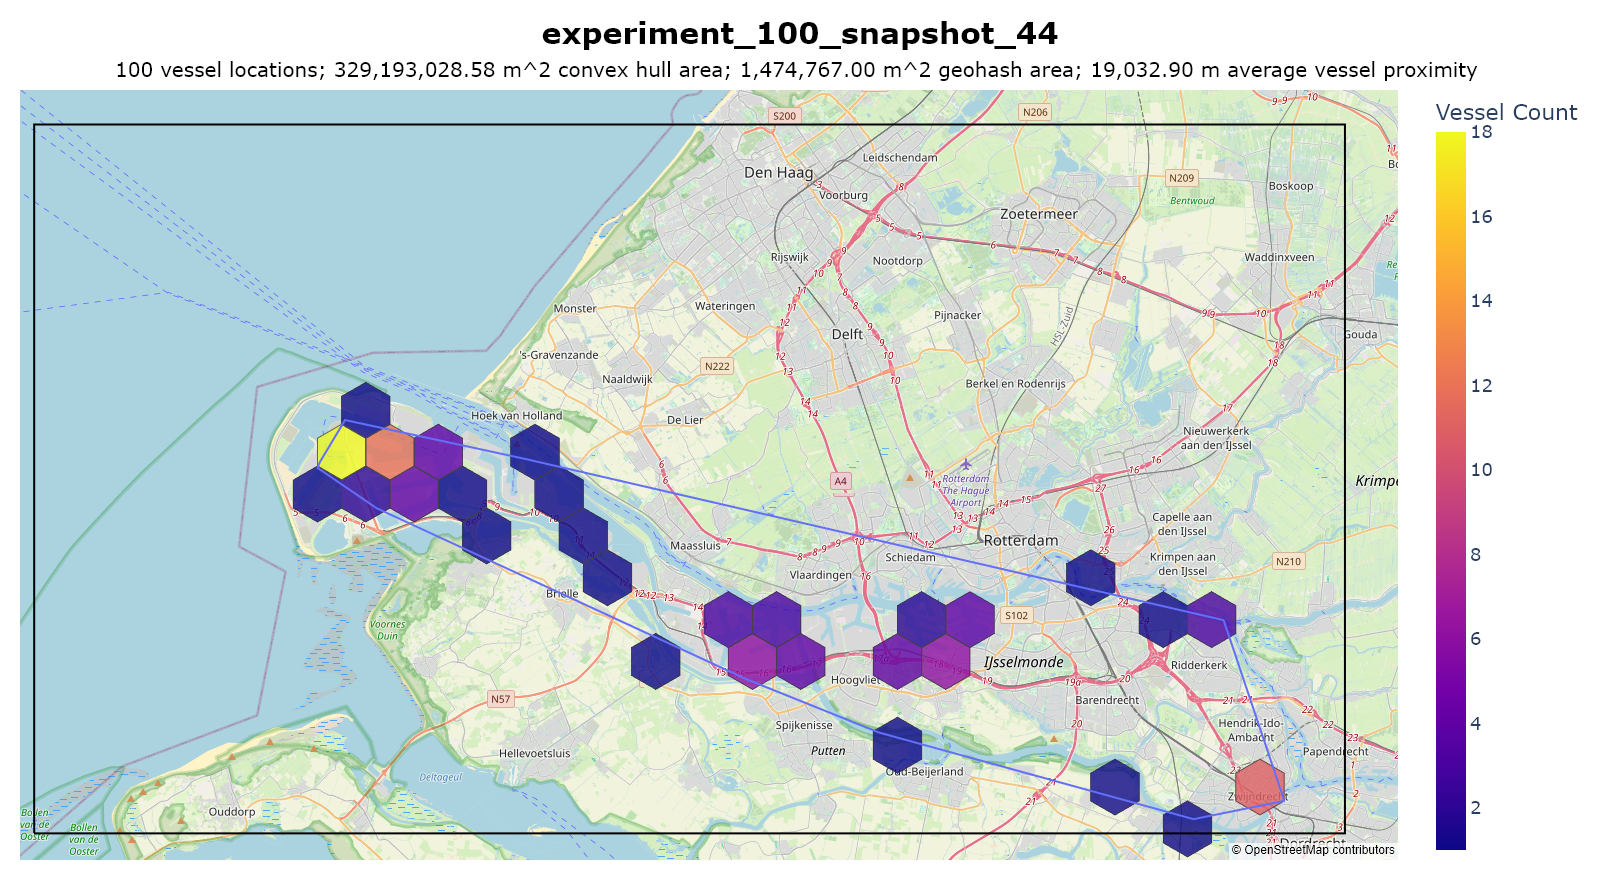 experiment_100_snapshot_44
100 vessel locations; 329,193,028.58 m^2 convex hull area; 1,474,767.00 m^2 geohash area; 19,032.90 m average vessel proximity
Vessel Count
18
16
14
12
10
8
6
4
2
S200
N206
Den Haag
Leidschendam
Voorburg
N209
Bentwoud
Boskoop
Zoetermeer
Rijswijk
Nootdorp
Waddinxveen
Monster
Wateringen
Pijnacker
Delft
HSL-Zuid
Gouda
's-Gravenzande
N222
Naaldwijk
Berkel en Rodenrijs
Hoek van Holland
De Lier
Nieuwerkerk
aan den IJssel
A4
Rotterdam
The Hague
Airport
Krimpe
Capelle aan
den IJssel
Maassluis
Schiedam
Rotterdam
Krimpen aan
den IJssel
N210
Vlaardingen
Brielle
S102
Voornes
Duin
IJsselmonde
Ridderkerk
Hoogvliet
N57
Barendrecht
Spijkenisse
Hendrik-Ido-
Ambacht
Putten
Papendrecht
Hellevoetsluis
Deltageul
Oud-Beijerland
Zwijndrecht
Ouddorp
Bollen
van de
Ooster
Bollen
van de
Ooster
Dordrecht
© OpenStreetMap contributors